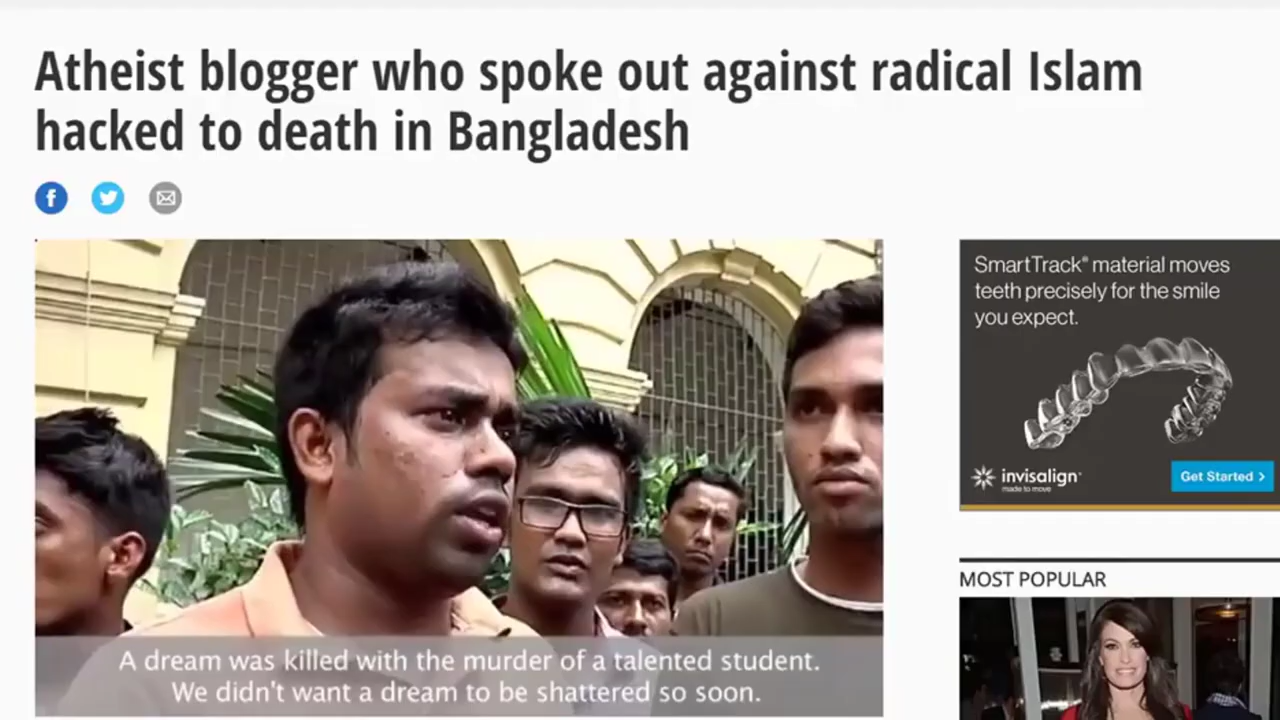 Atheist blogger who spoke out against radical Islam
hacked to death in Bangladesh
f
SmartTrack® material moves
teeth precisely for the smile
you expect.
invisalign
made to move
Get Started >
MOST POPULAR
A dream was killed with the murder of a talented student.
We didn't want a dream to be shattered so soon.